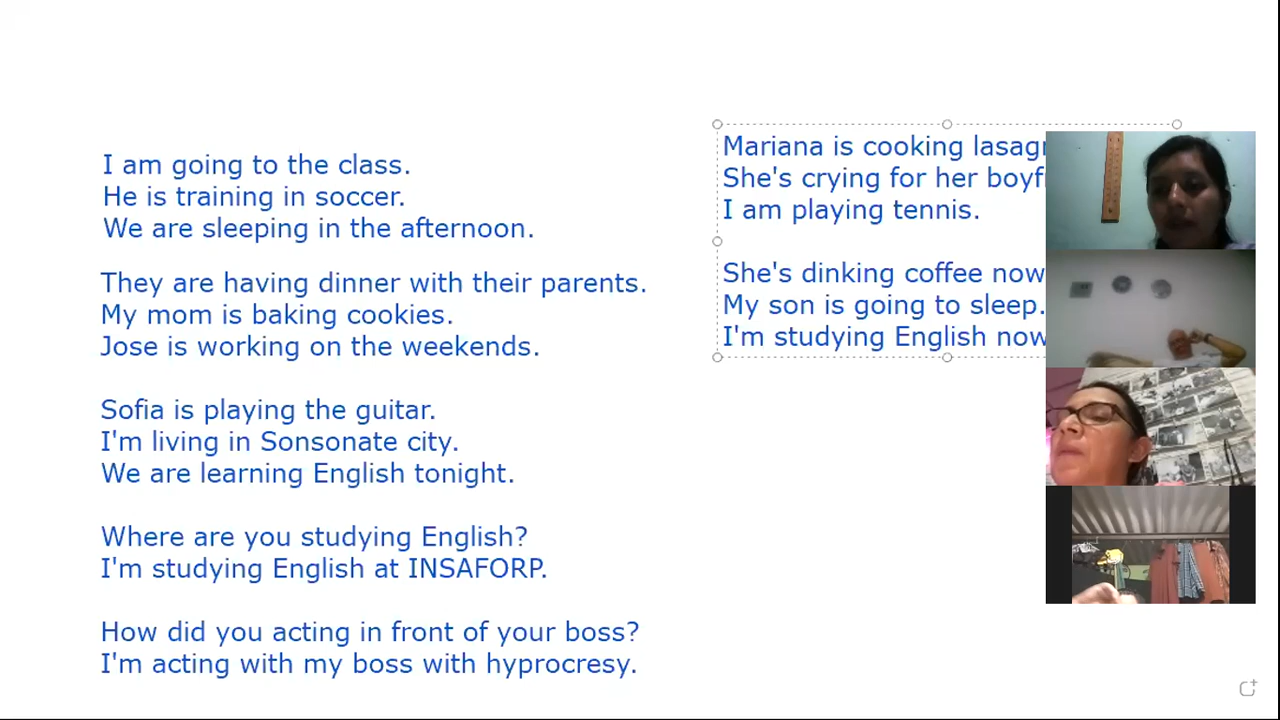 I am going to the class.
He is training in soccer.
We are sleeping in the afternoon.
They are having dinner with their parents.
My mom is baking cookies.
Jose is working on the weekends.
Sofia is playing the guitar.
I'm living in Sonsonate city.
We are learning English tonight.
Where are you studying English?
I'm studying English at INSAFORP.
How did you acting in front of your boss?
I'm acting with my boss with hyprocresy.
Mariana is cooking
She's crying for her
I am playing tennis.
She's dinking coffee now
My son is going to sleep.
I'm studying English now